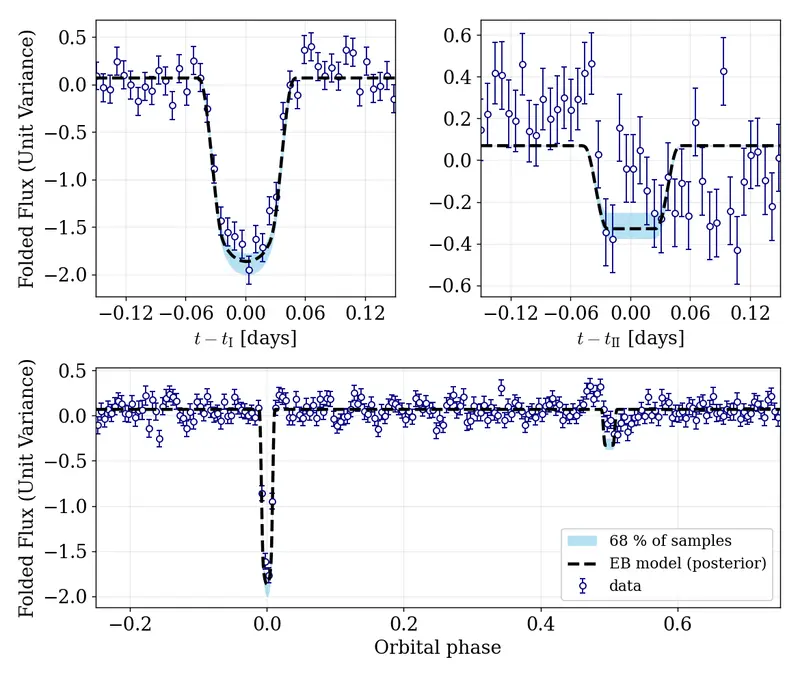 Folded Flux (Unit Variance)
0.5
0.0
−0.5
−1.0
−1.5
−2.0
−0.12 −0.06 0.00 0.06 0.12
t − tI [days]
0.6
0.4
0.2
0.0
−0.2
−0.4
−0.6
−0.12 −0.06 0.00 0.06 0.12
t − tII [days]
Folded Flux (Unit Variance)
0.5
0.0
−0.5
−1.0
−1.5
−2.0
68 % of samples
EB model (posterior)
data
−0.2 0.0 0.2 0.4 0.6
Orbital phase